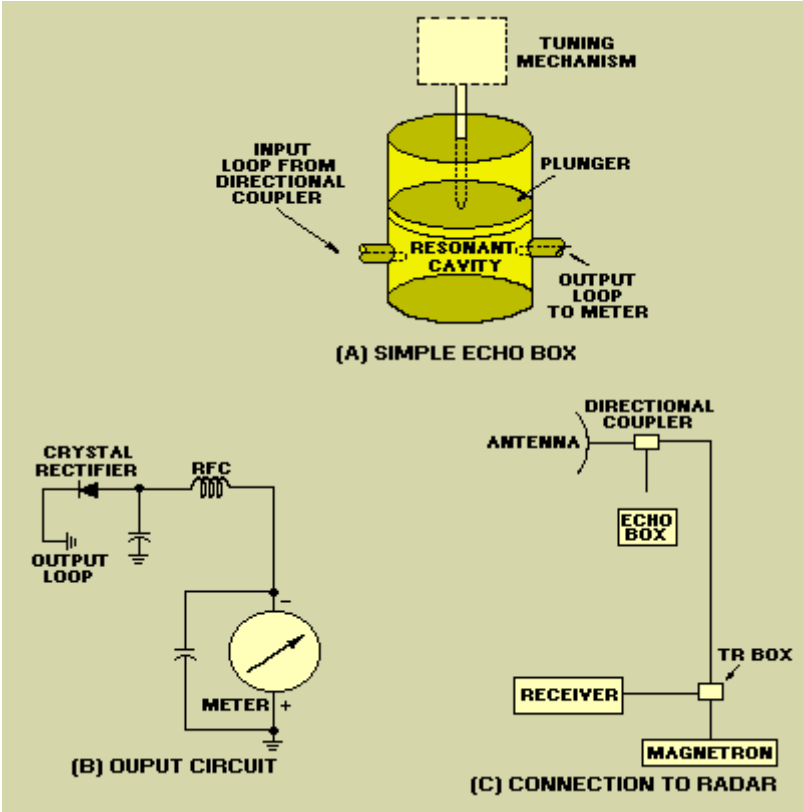 TUNING
MECHANISM
INPUT
LOOP FROM
DIRECTIONAL
COUPLER
PLUNGER
RESONANT
CAVITY
OUTPUT
LOOP
TO METER
(A) SIMPLE ECHO BOX
CRYSTAL
RECTIFIER
RFC
OUTPUT
LOOP
−
METER +
(B) OUPUT CIRCUIT
DIRECTIONAL
COUPLER
ANTENNA
ECHO
BOX
TR BOX
RECEIVER
MAGNETRON
(C) CONNECTION TO RADAR